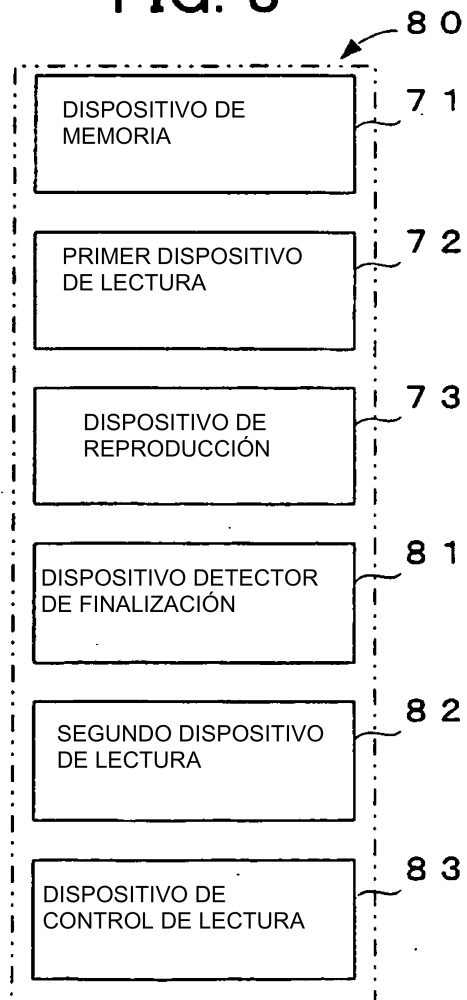 80
DISPOSITIVO DE
MEMORIA
71
PRIMER DISPOSITIVO
DE LECTURA
72
DISPOSITIVO DE
REPRODUCCIÓN
73
DISPOSITIVO DETECTOR
DE FINALIZACIÓN
81
SEGUNDO DISPOSITIVO
DE LECTURA
82
DISPOSITIVO DE
CONTROL DE LECTURA
83